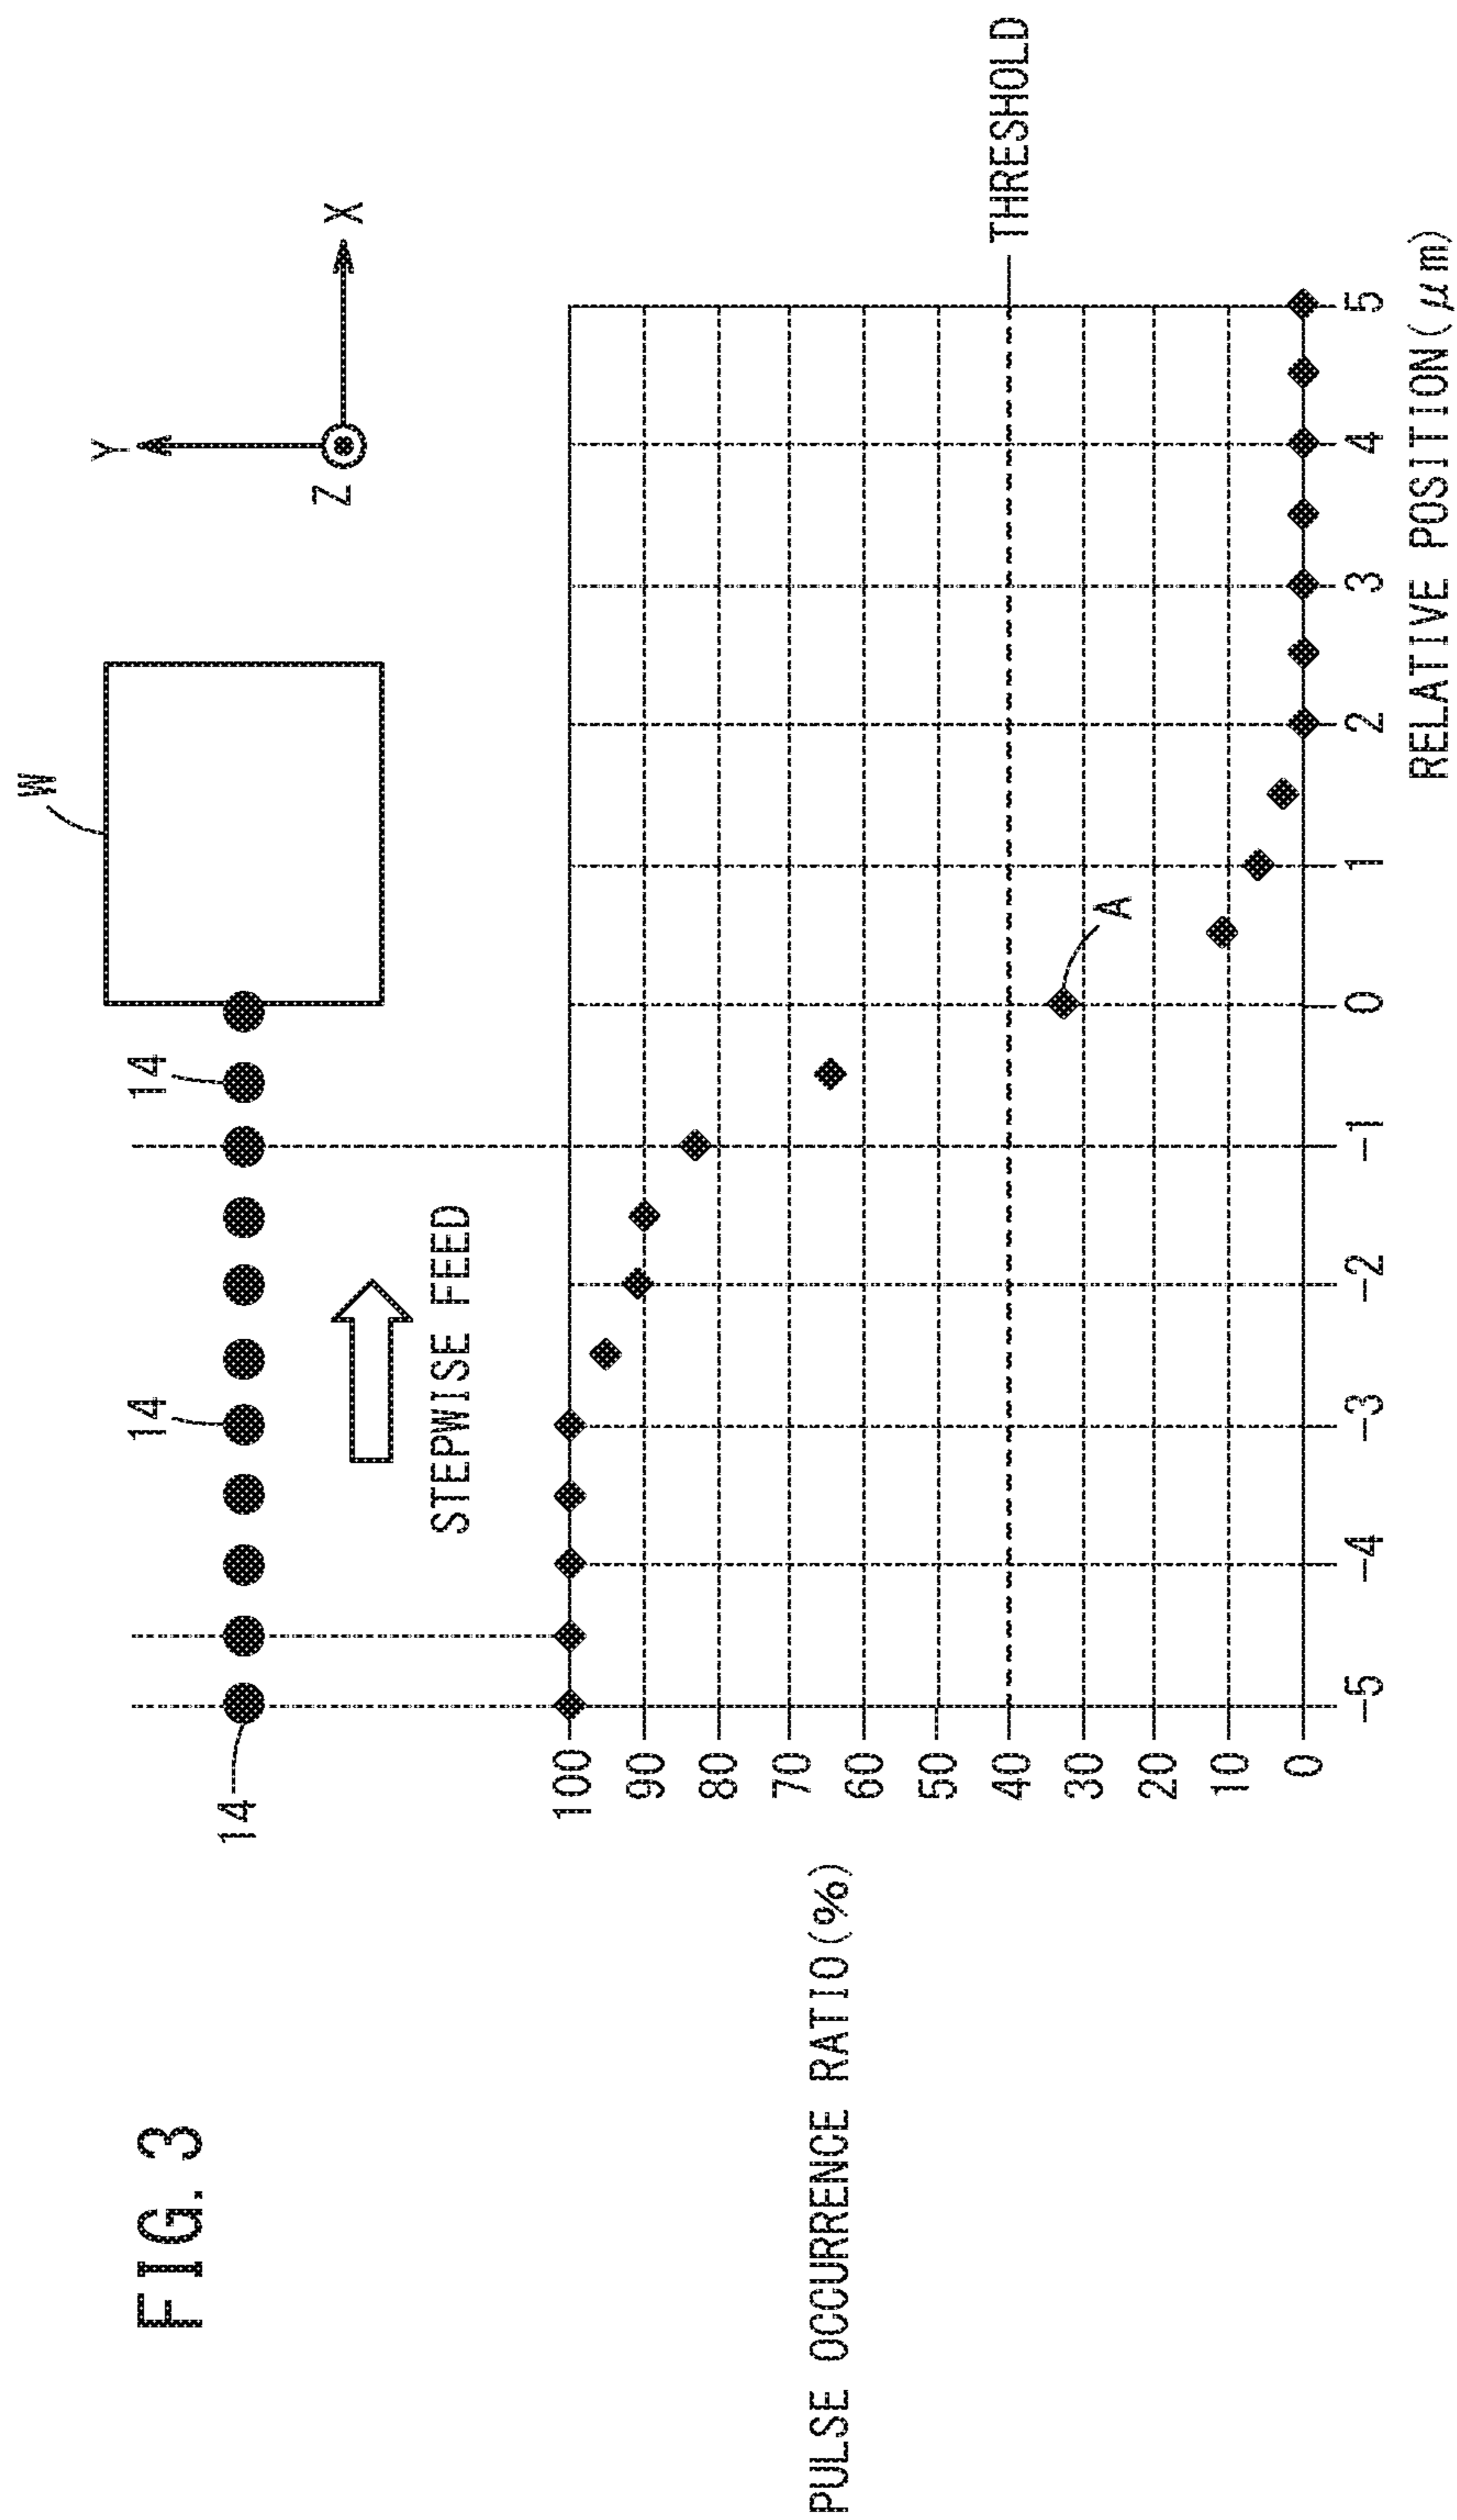 FIG. 3
W
Y
X
Z
14
14
14
STEPWISE FEED
PULSE OCCURRENCE RATIO(%)
100
90
80
70
60
50
40
30
20
10
0
THRESHOLD
A
-5 -4 -3 -2 -1 0 1 2 3 4 5
RELATIVE POSITION(μm)